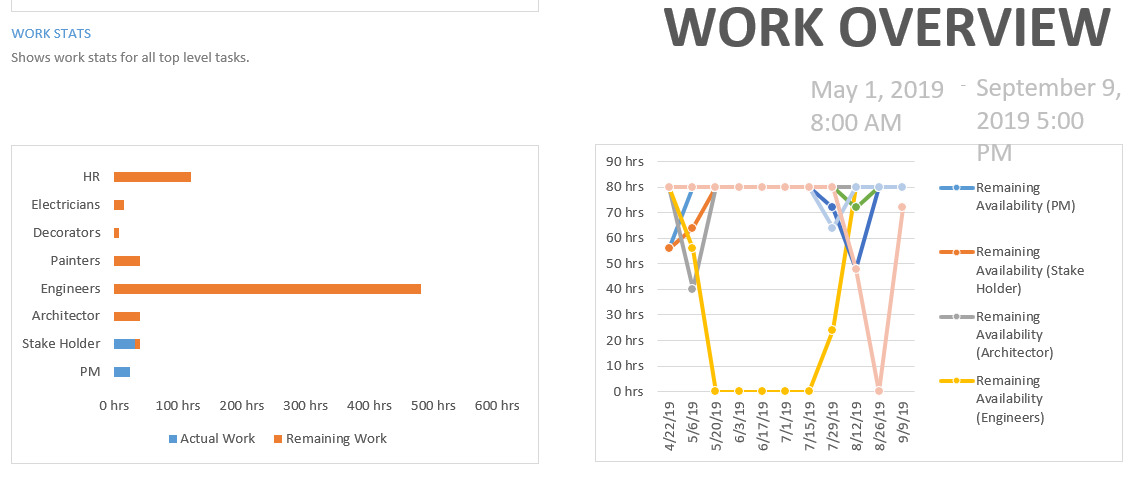 WORK STATS
Shows work stats for all top level tasks.
HR
Electricians
Decorators
Painters
Engineers
Architector
Stake Holder
PM
0 hrs 100 hrs 200 hrs 300 hrs 400 hrs 500 hrs 600 hrs
Actual Work Remaining Work
WORK OVERVIEW
May 1, 2019 - September 9,
8:00 AM 2019 5:00
PM
90 hrs
80 hrs
70 hrs
60 hrs
50 hrs
40 hrs
30 hrs
20 hrs
10 hrs
0 hrs
4/22/19
5/6/19
5/20/19
6/3/19
6/17/19
7/1/19
7/15/19
7/29/19
8/12/19
8/26/19
9/9/19
Remaining
Availability (PM)
Remaining
Availability (Stake
Holder)
Remaining
Availability
(Architector)
Remaining
Availability
(Engineers)